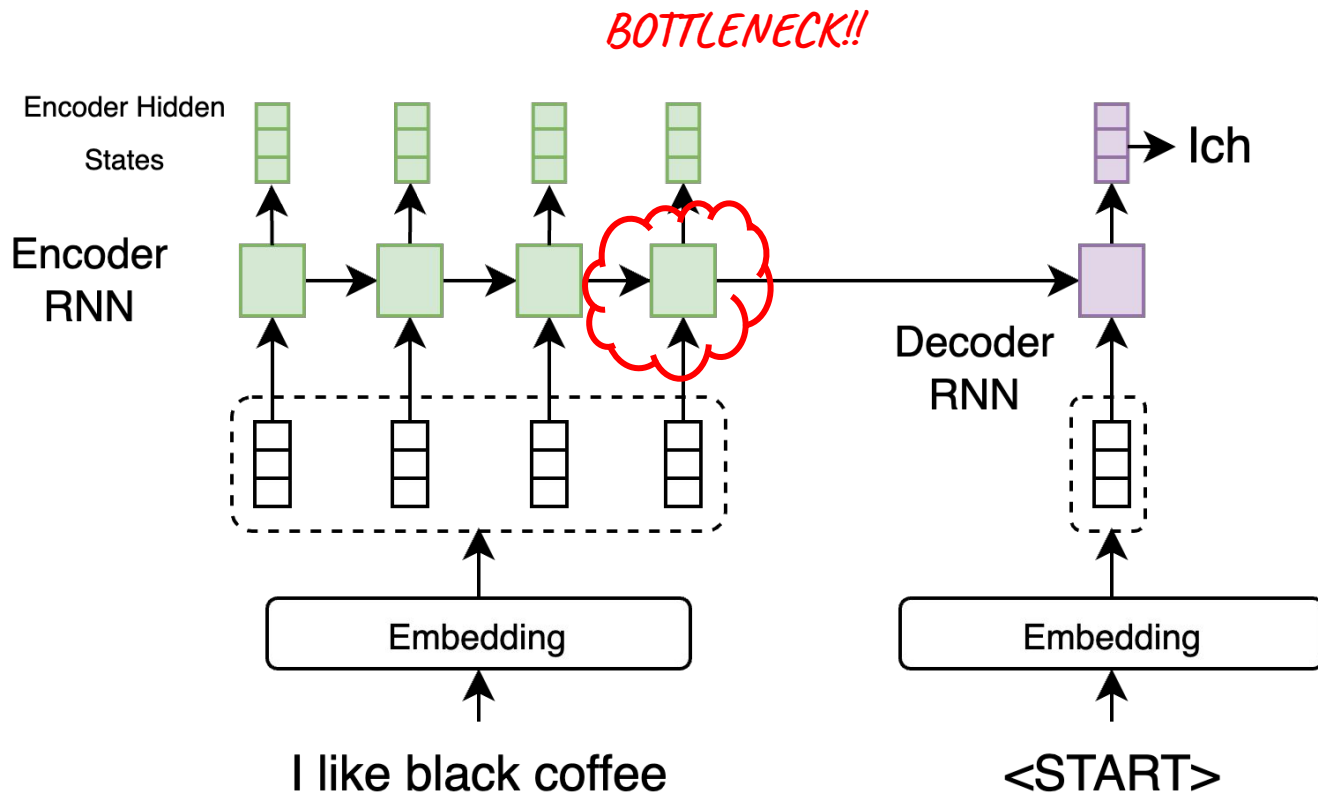 BOTTLENECK!!
Encoder Hidden
States
Ich
Encoder
RNN
Decoder
RNN
Embedding
Embedding
I like black coffee
<START>